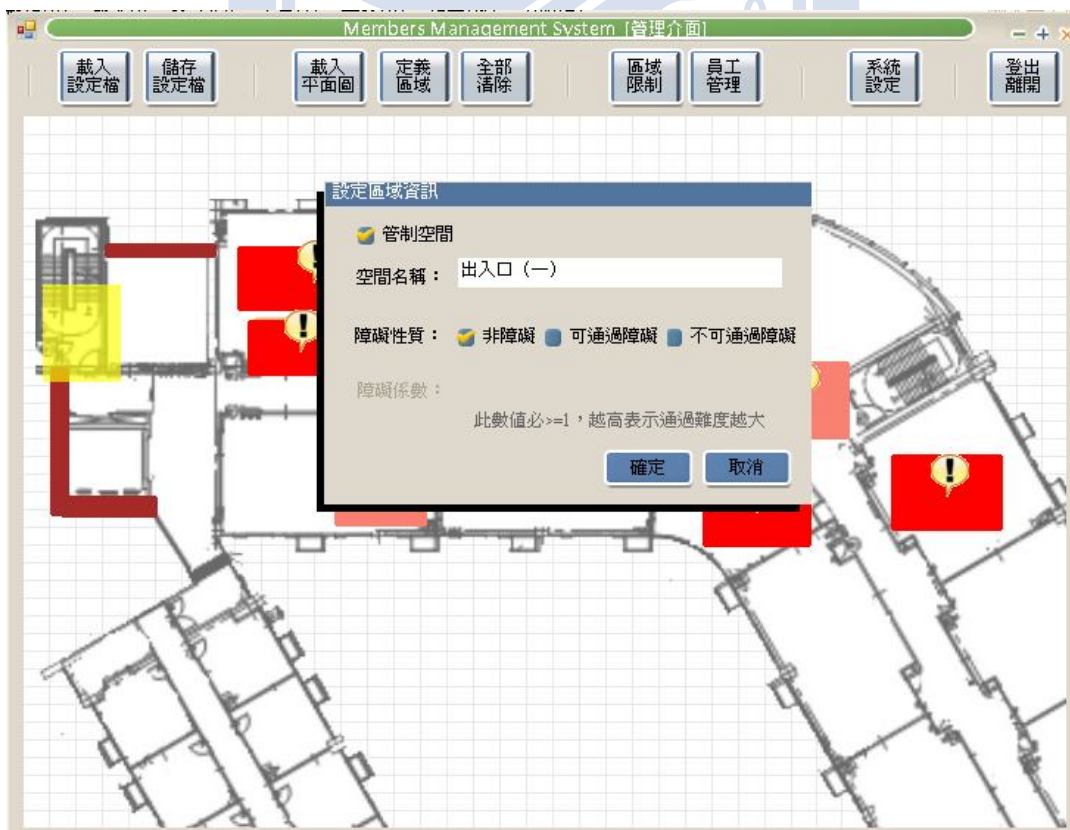 Members Management System [管理介面]
載入設定檔
儲存設定檔
載入平面圖
定義區域
全部清除
區域限制
員工管理
系統設定
登出離開
設定區域資訊
管制空間
空間名稱：
出入口（一）
障礙性質：
非障礙
可通過障礙
不可通過障礙
障礙係數：
此數值必>=1，越高表示通過難度越大
確定
取消